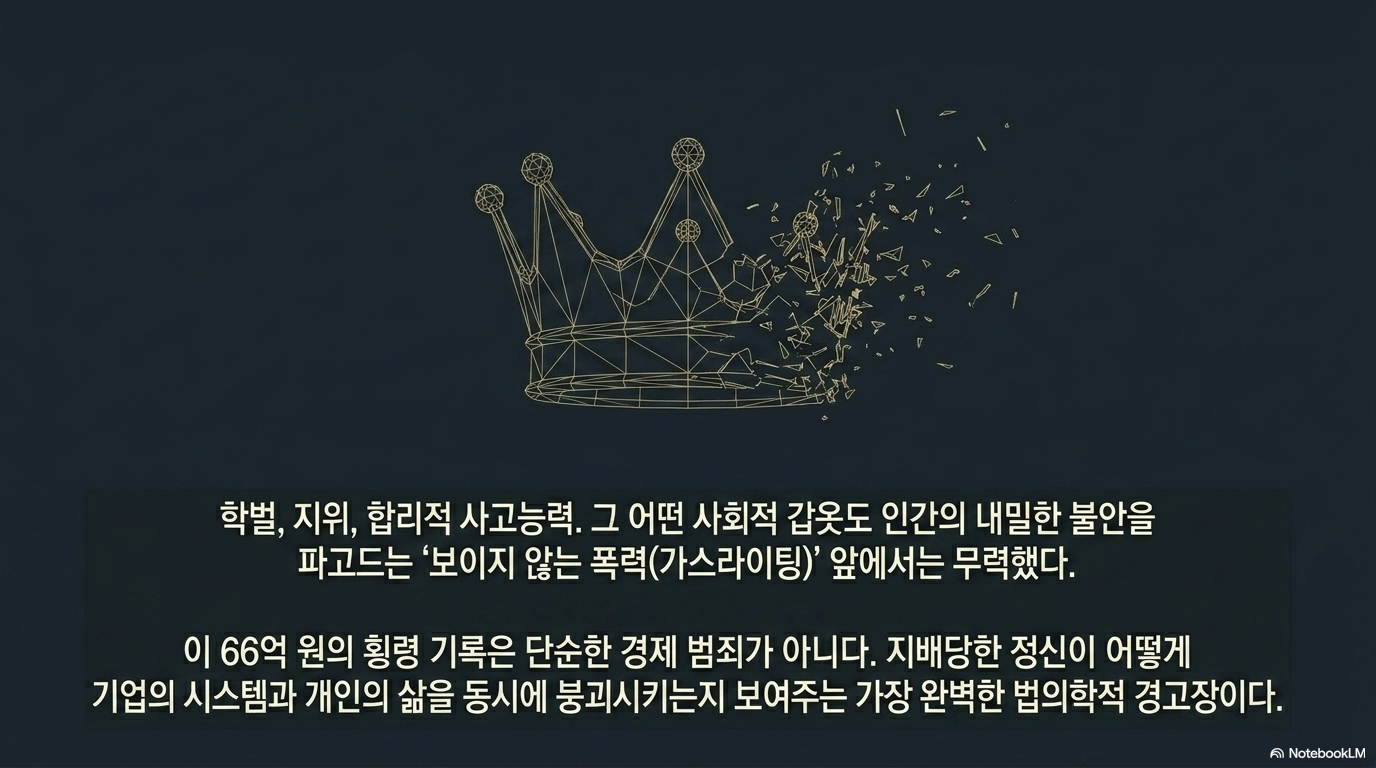 학벌, 지위, 합리적 사고능력. 그 어떤 사회적 갑옷도 인간의 내밀한 불안을
파고드는 ‘보이지 않는 폭력(가스라이팅)’ 앞에서는 무력했다.
이 66억 원의 횡령 기록은 단순한 경제 범죄가 아니다. 지배당한 정신이 어떻게
기업의 시스템과 개인의 삶을 동시에 붕괴시키는지 보여주는 가장 완벽한 법의학적 경고장이다.
NotebookLM